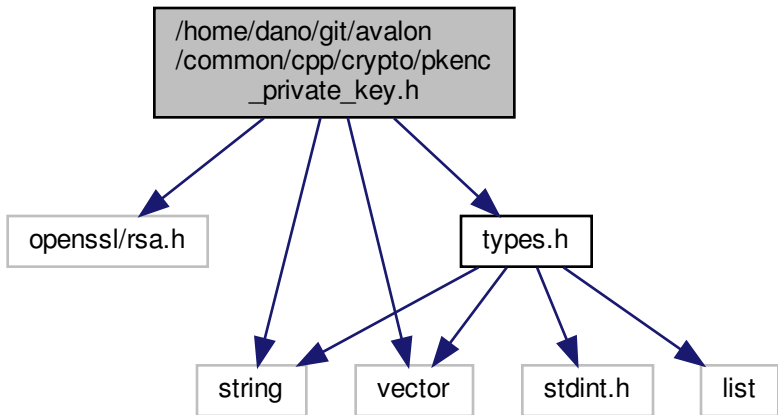 /home/dano/git/avalon
/common/cpp/crypto/pkenc
_private_key.h
openssl/rsa.h
types.h
string
vector
stdint.h
list